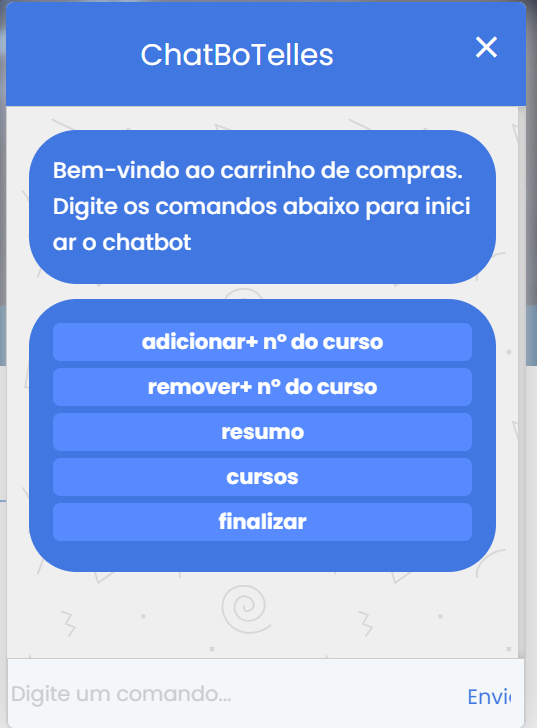 ChatBoTelles
Bem-vindo ao carrinho de compras.
Digite os comandos abaixo para inici
ar o chatbot
adicionar+ nº do curso
remover+ nº do curso
resumo
cursos
finalizar
Digite um comando...